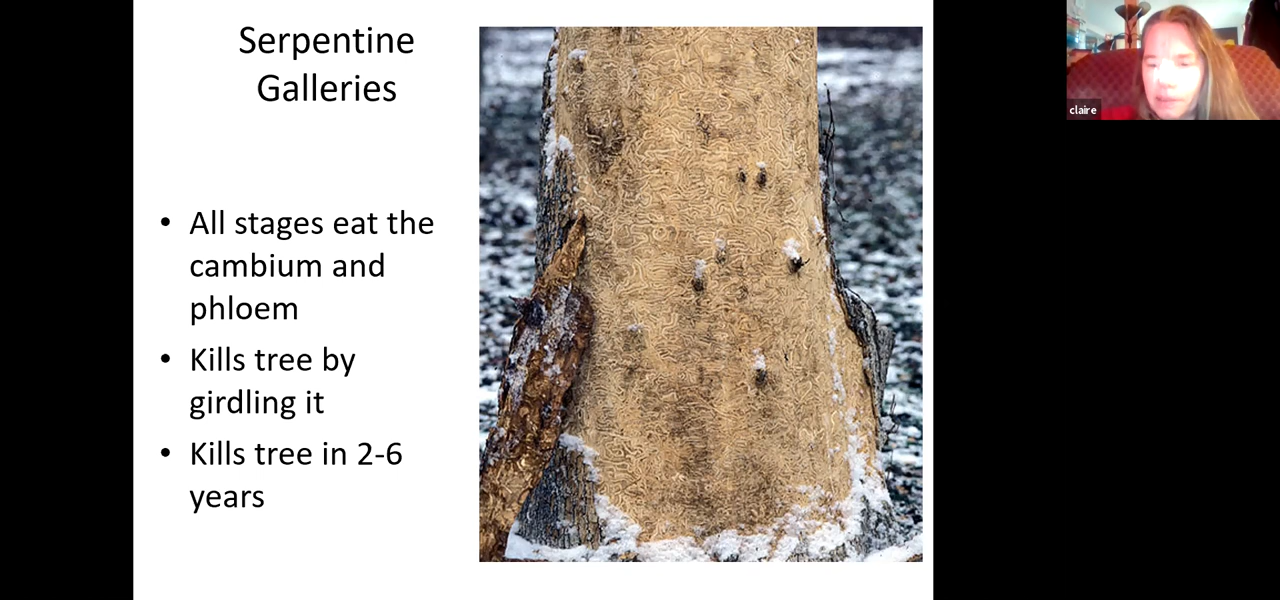 Serpentine
Galleries
• All stages eat the
cambium and
phloem
• Kills tree by
girdling it
• Kills tree in 2-6
years
claire